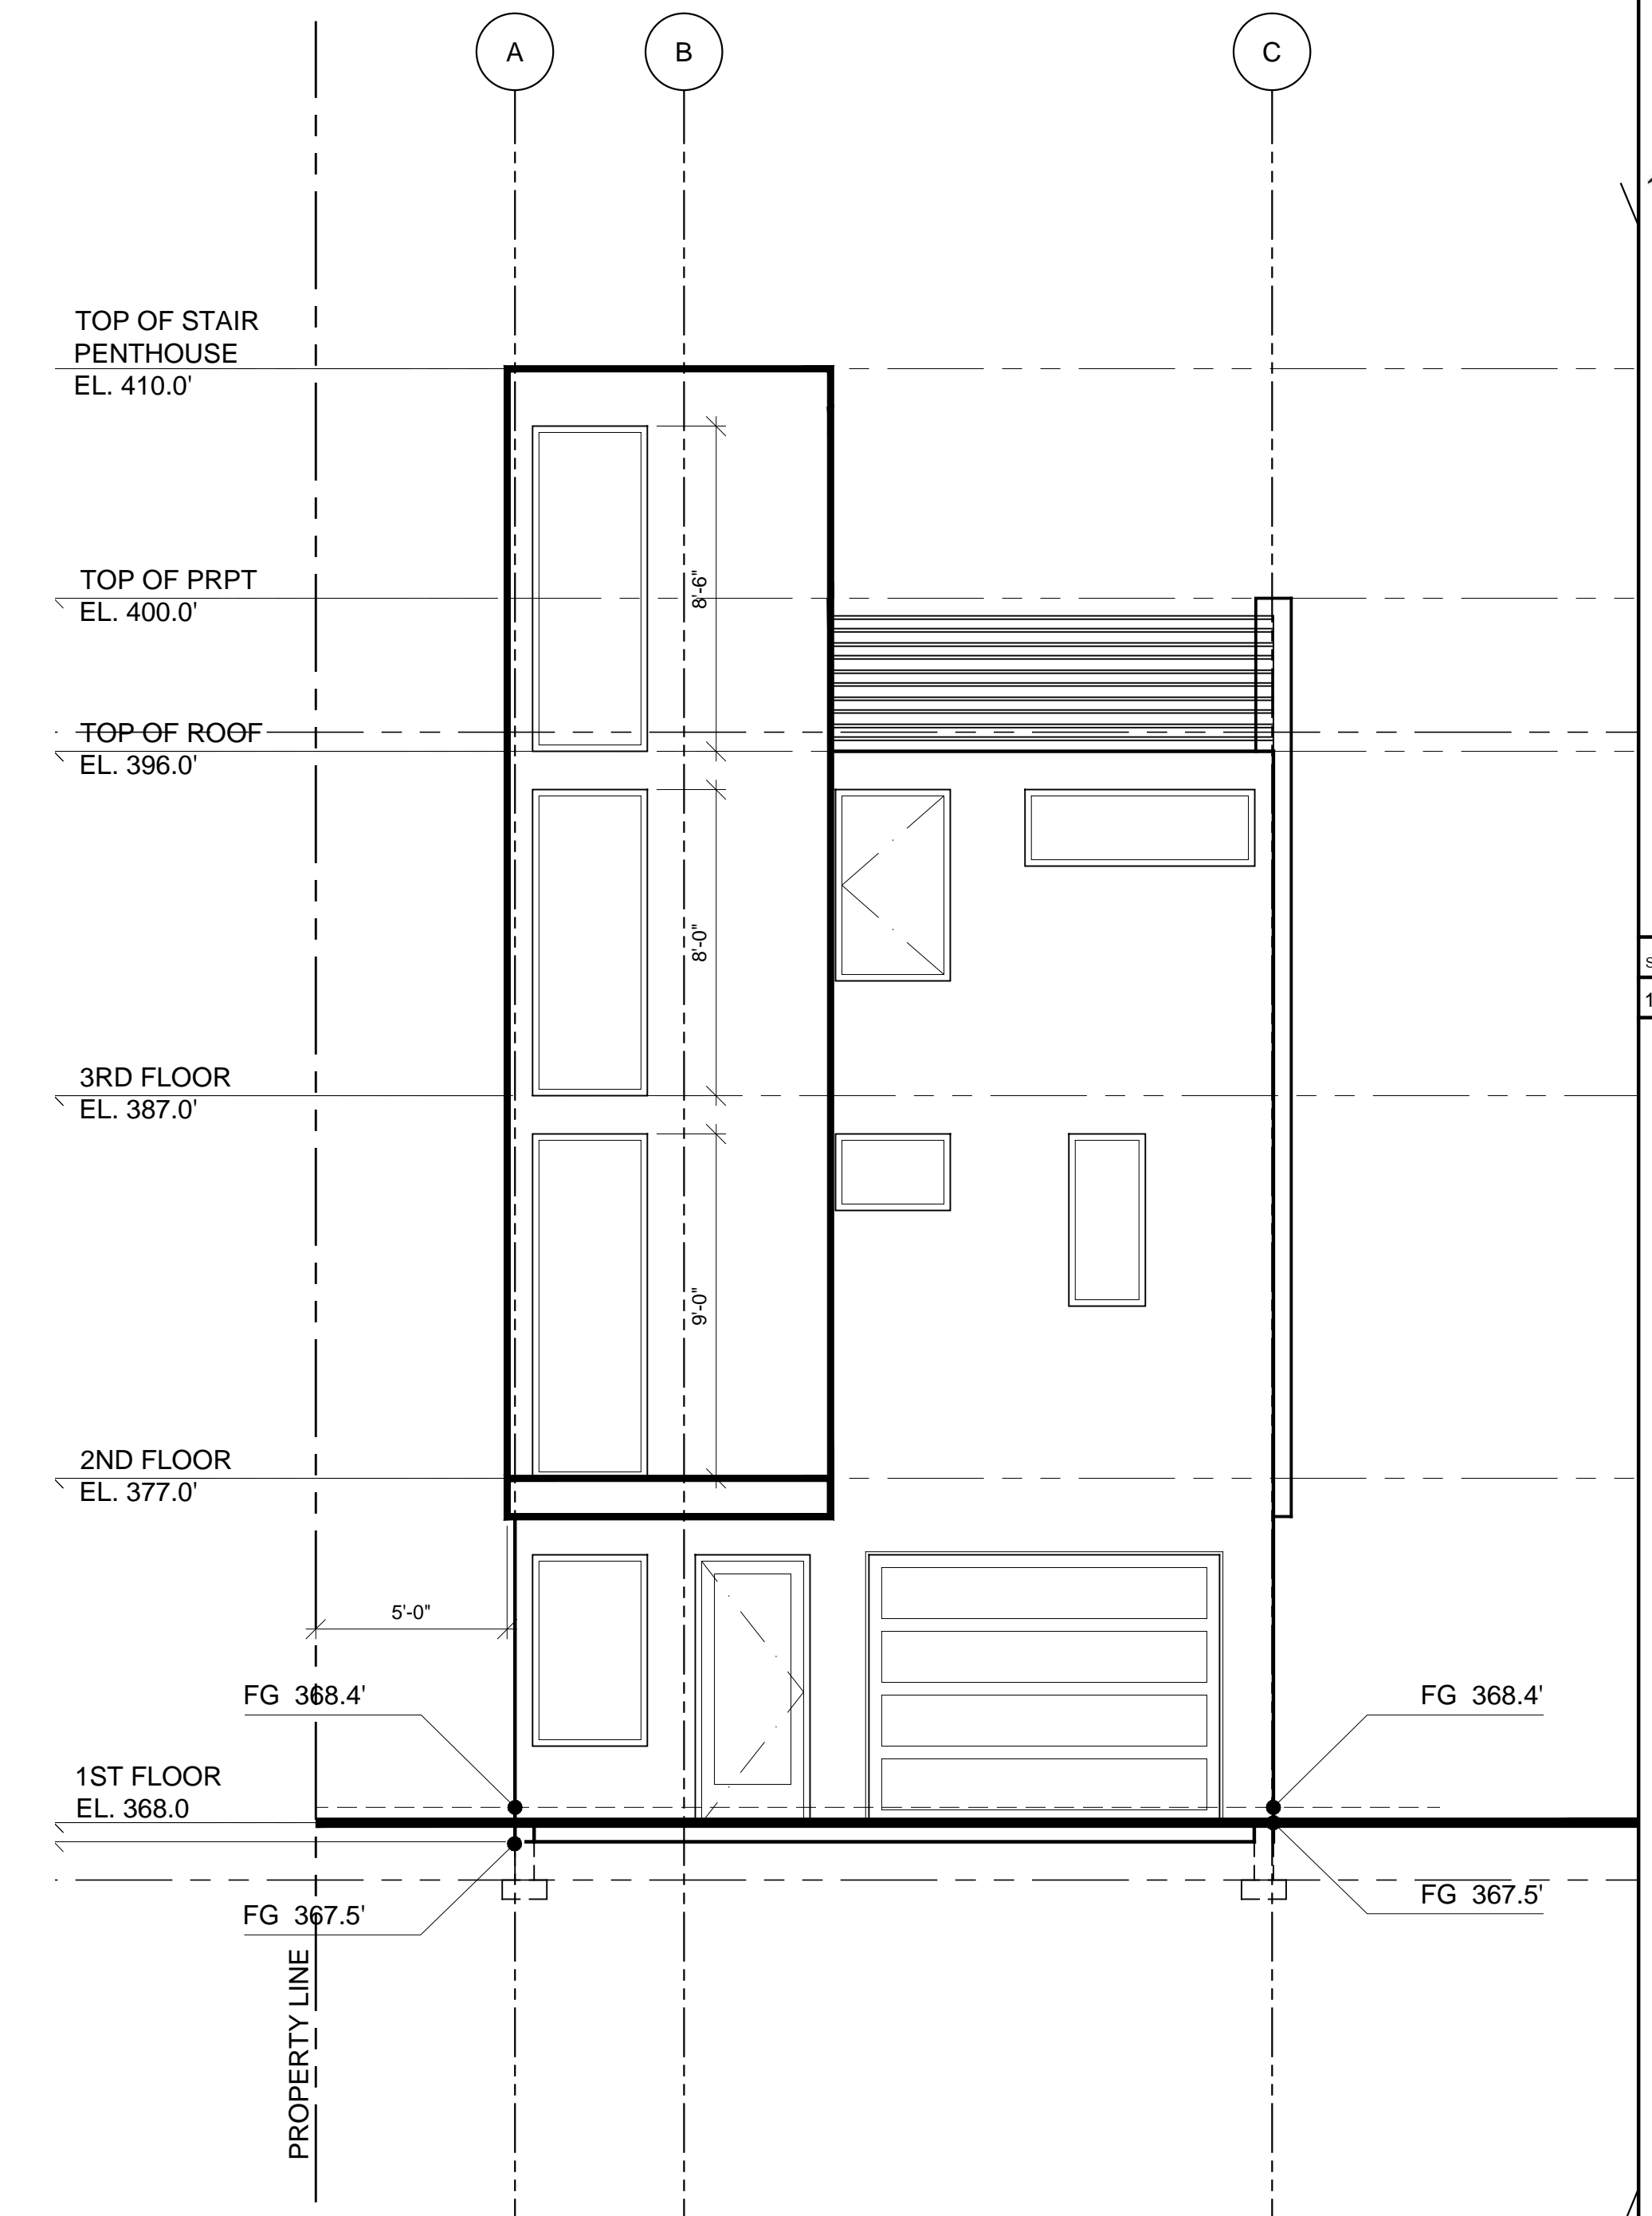 A
B
C
TOP OF STAIR
PENTHOUSE
EL. 410.0'
TOP OF PRPT
EL. 400.0'
8'-6"
TOP OF ROOF
EL. 396.0'
8'-0"
3RD FLOOR
EL. 387.0'
9'-0"
2ND FLOOR
EL. 377.0'
5'-0"
FG 368.4'
FG 368.4'
1ST FLOOR
EL. 368.0
FG 367.5'
FG 367.5'
PROPERTY LINE